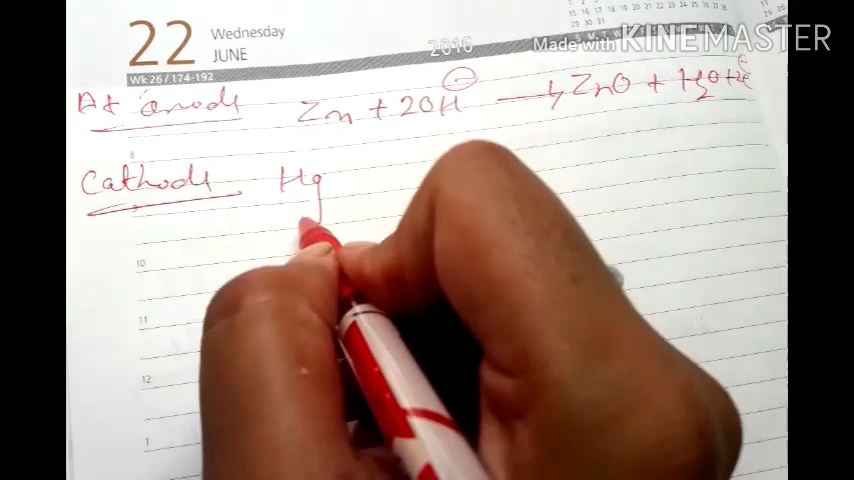 22 Wednesday
JUNE
2016
Made with KINEMASTER
Wk 26 / 174-192
At anode Zn + 2OH⊖ → ZnO + H2O + 2e⊖
Cathode Hg
8
10
11
12
1